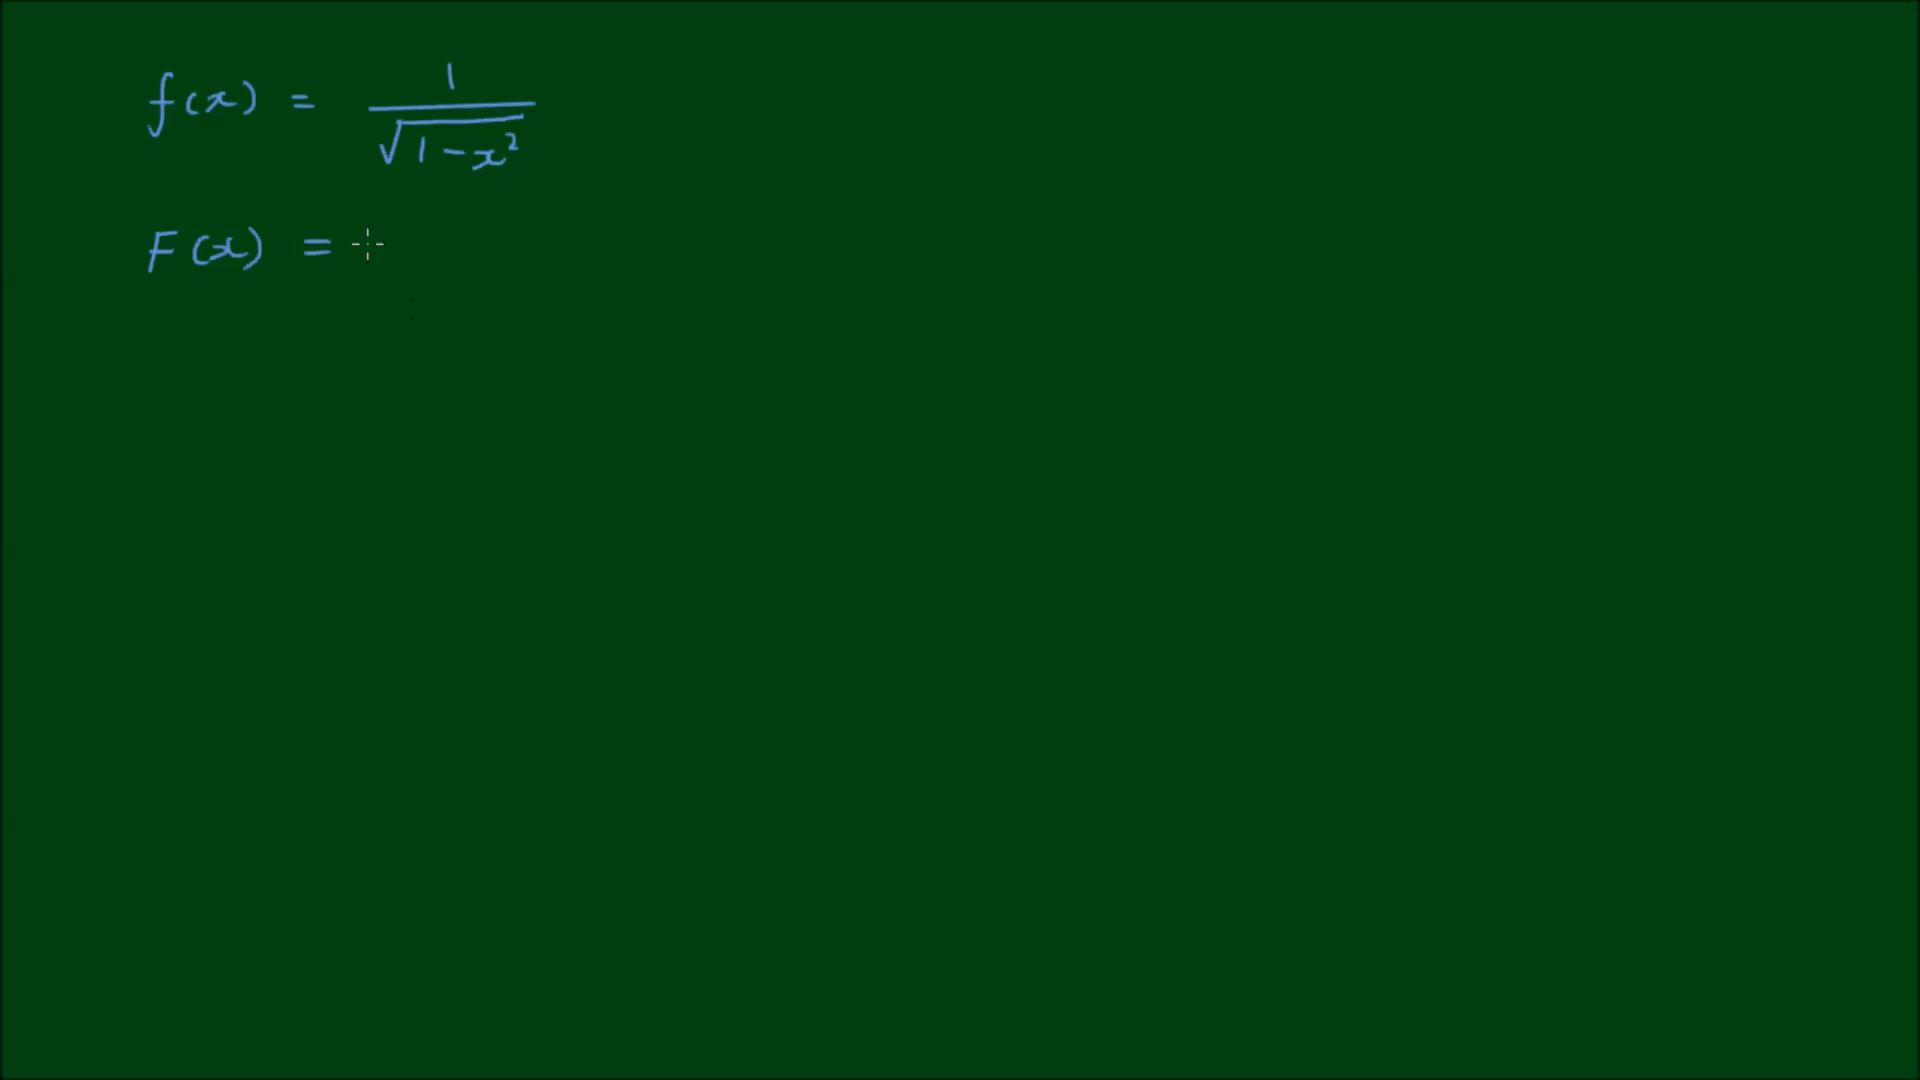 f(x) = 1/√(1-x²)
F(x) =